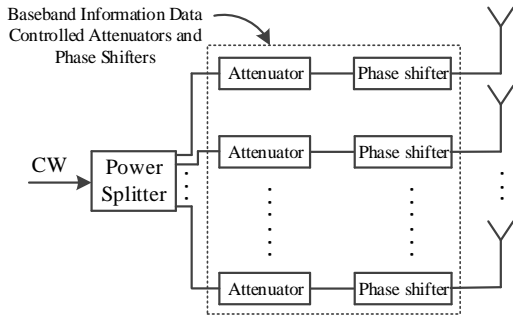 Baseband Information Data
Controlled Attenuators and
Phase Shifters
Attenuator
Phase shifter
Attenuator
Phase shifter
CW
Power
Splitter
Attenuator
Phase shifter